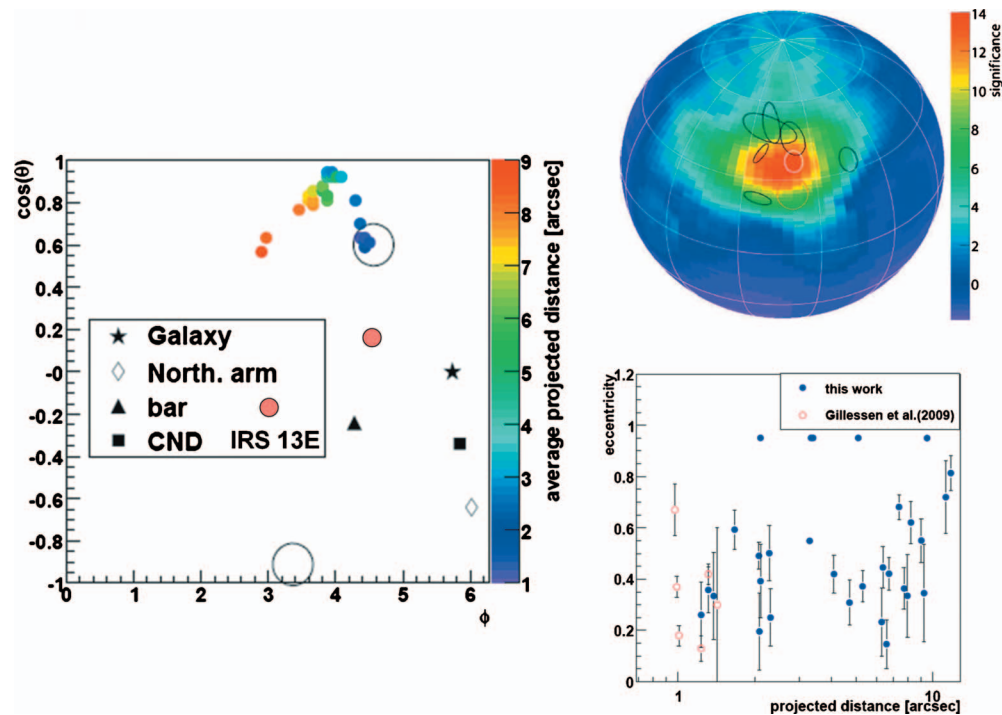 cos(θ)
1
0.8
0.6
0.4
0.2
-0
-0.2
-0.4
-0.6
-0.8
-1
0 1 2 3 4 5 6
ϕ
Galaxy
North. arm
bar
CND IRS 13E
9
8
7
6
5
4
3
2
1
average projected distance [arcsec]
14
12
10
8
6
4
2
0
significance
eccentricity
1.2
1
0.8
0.6
0.4
0.2
0
this work
Gillessen et al.(2009)
1 10
projected distance [arcsec]